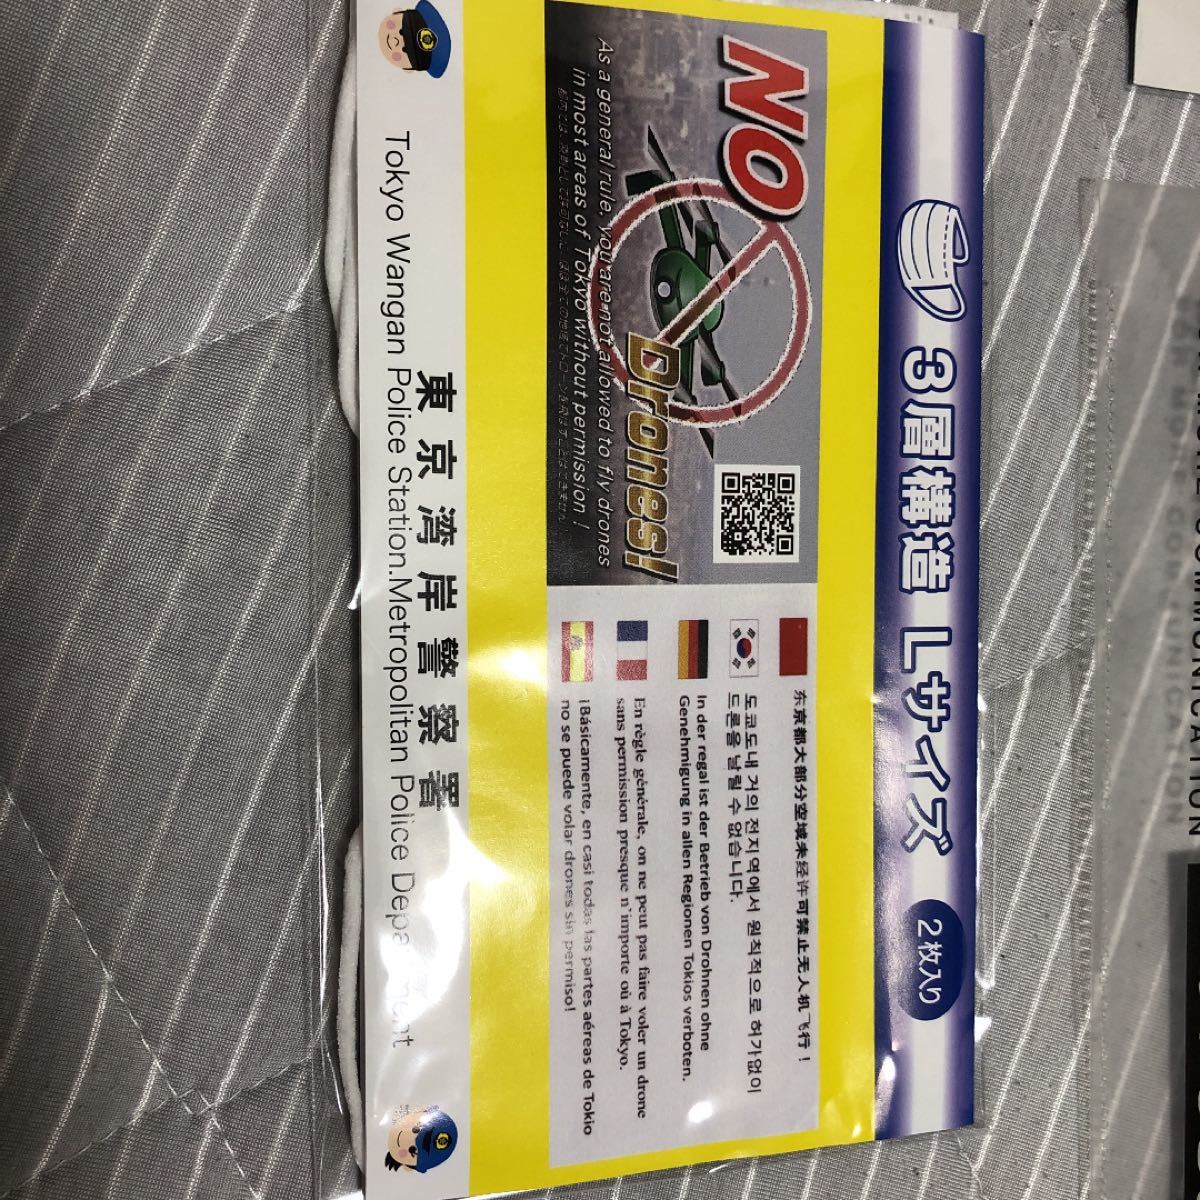 3層構造 Lサイズ 2枚入り
NO
Drones!
As a general rule, you are not allowed to fly drones
in most areas of Tokyo without permission !
东京都大部分空域未经许可禁止无人机飞行！
도쿄도내 거의 전지역에서 원칙적으로 허가없이
드론을 날릴 수 없습니다.
In der regal ist der Betrieb von Drohnen ohne
Genehmigung in allen Regionen Tokios verboten.
En règle générale, on ne peut pas faire voler un drone
sans permission presque n'importe où à Tokyo.
¡Básicamente, en casi todas las partes aéreas de Tokio
no se puede volar drones sin permiso!
東京湾岸警察署
Tokyo Wangan Police Station.Metropolitan Police Department
COMMUNICATION